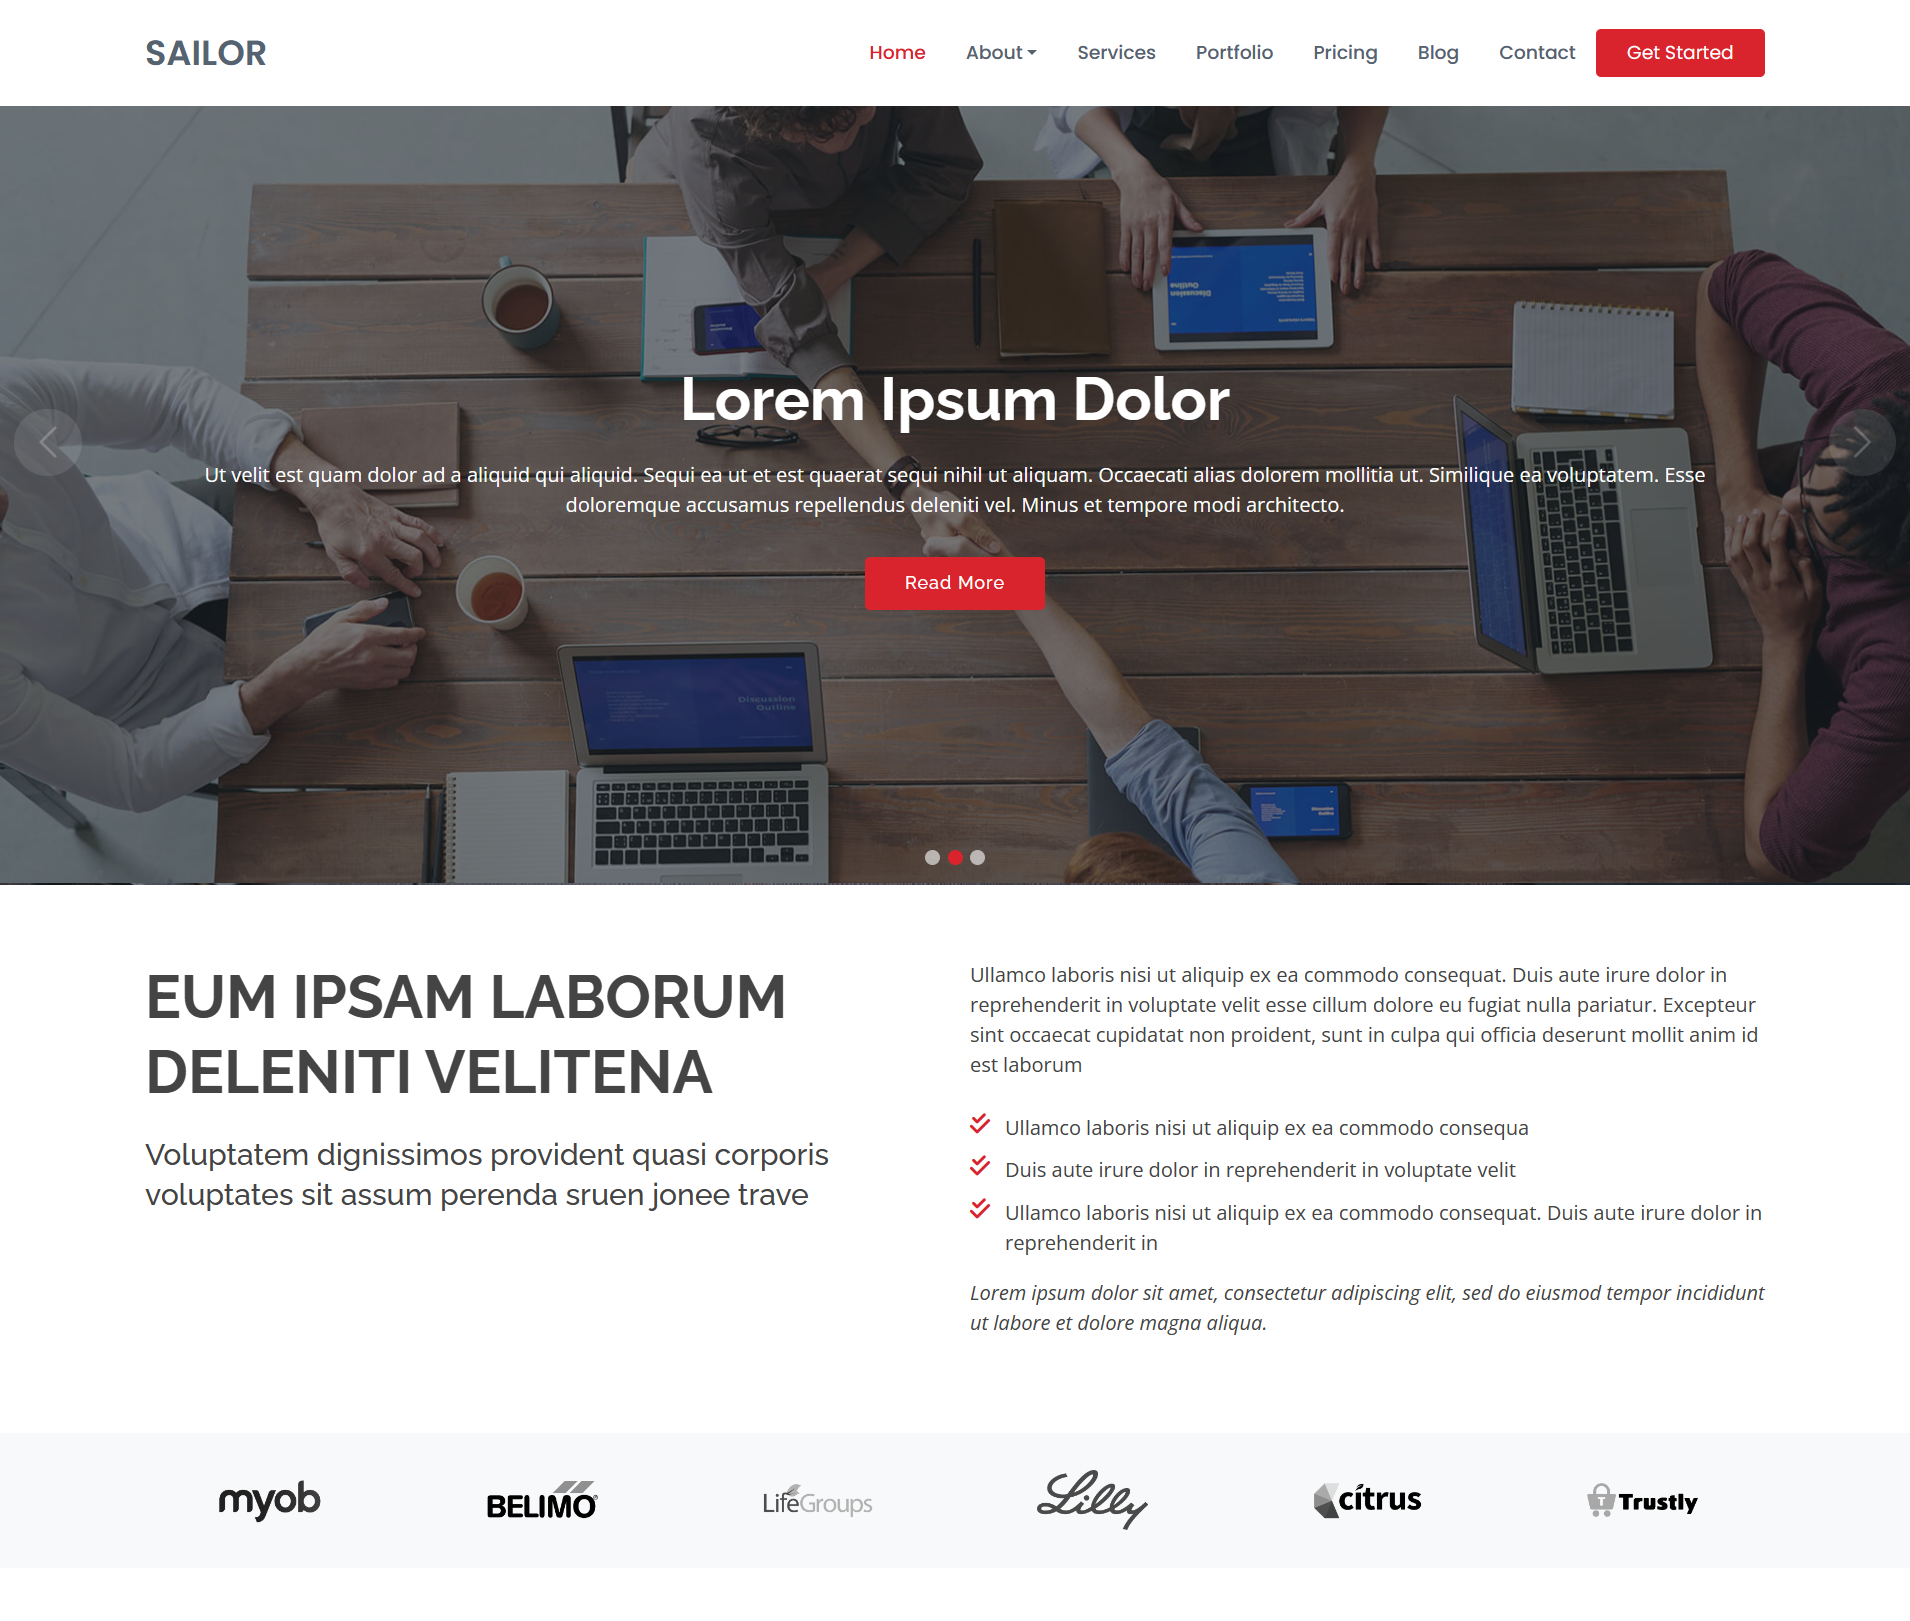 SAILOR
Home About Services Portfolio Pricing Blog Contact Get Started
Discussion
Outline
Lorem Ipsum Dolor
Ut velit est quam dolor ad a aliquid qui aliquid. Sequi ea ut et est quaerat sequi nihil ut aliquam. Occaecati alias dolorem mollitia ut. Similique ea voluptatem. Esse
doloremque accusamus repellendus deleniti vel. Minus et tempore modi architecto.
Read More
Discussion
Outline
EUM IPSAM LABORUM
DELENITI VELITENA
Voluptatem dignissimos provident quasi corporis
voluptates sit assum perenda sruen jonee trave
Ullamco laboris nisi ut aliquip ex ea commodo consequat. Duis aute irure dolor in
reprehenderit in voluptate velit esse cillum dolore eu fugiat nulla pariatur. Excepteur
sint occaecat cupidatat non proident, sunt in culpa qui officia deserunt mollit anim id
est laborum
Ullamco laboris nisi ut aliquip ex ea commodo consequa
Duis aute irure dolor in reprehenderit in voluptate velit
Ullamco laboris nisi ut aliquip ex ea commodo consequat. Duis aute irure dolor in
reprehenderit in
Lorem ipsum dolor sit amet, consectetur adipiscing elit, sed do eiusmod tempor incididunt
ut labore et dolore magna aliqua.
myob BELIMO® LifeGroups Lilly citrus T Trustly